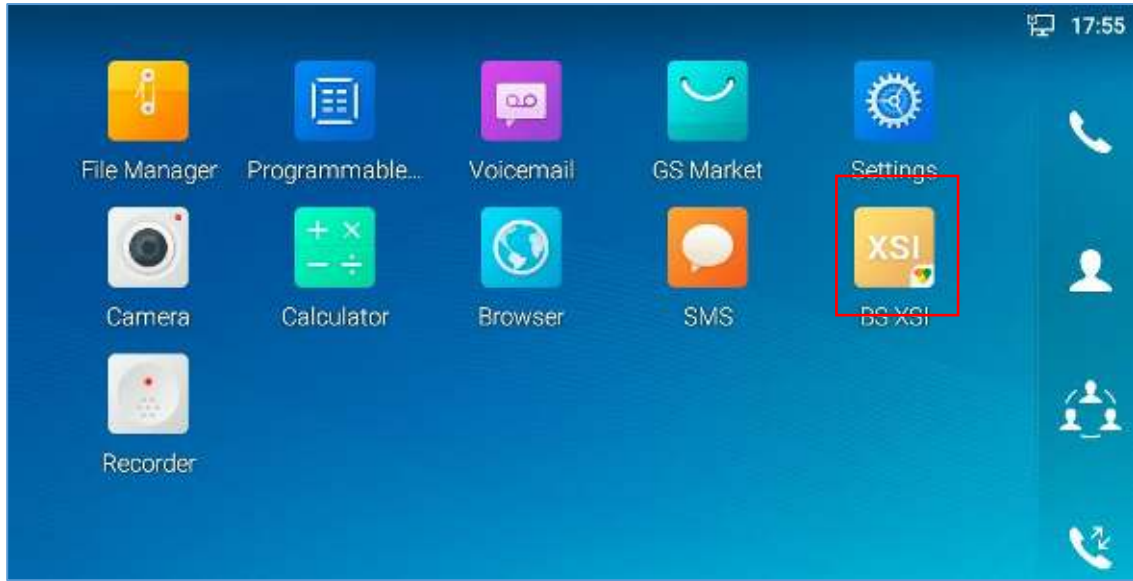 17:55
File Manager Programmable... Voicemail GS Market Settings
XSI
Camera Calculator Browser SMS BS XSI
Recorder